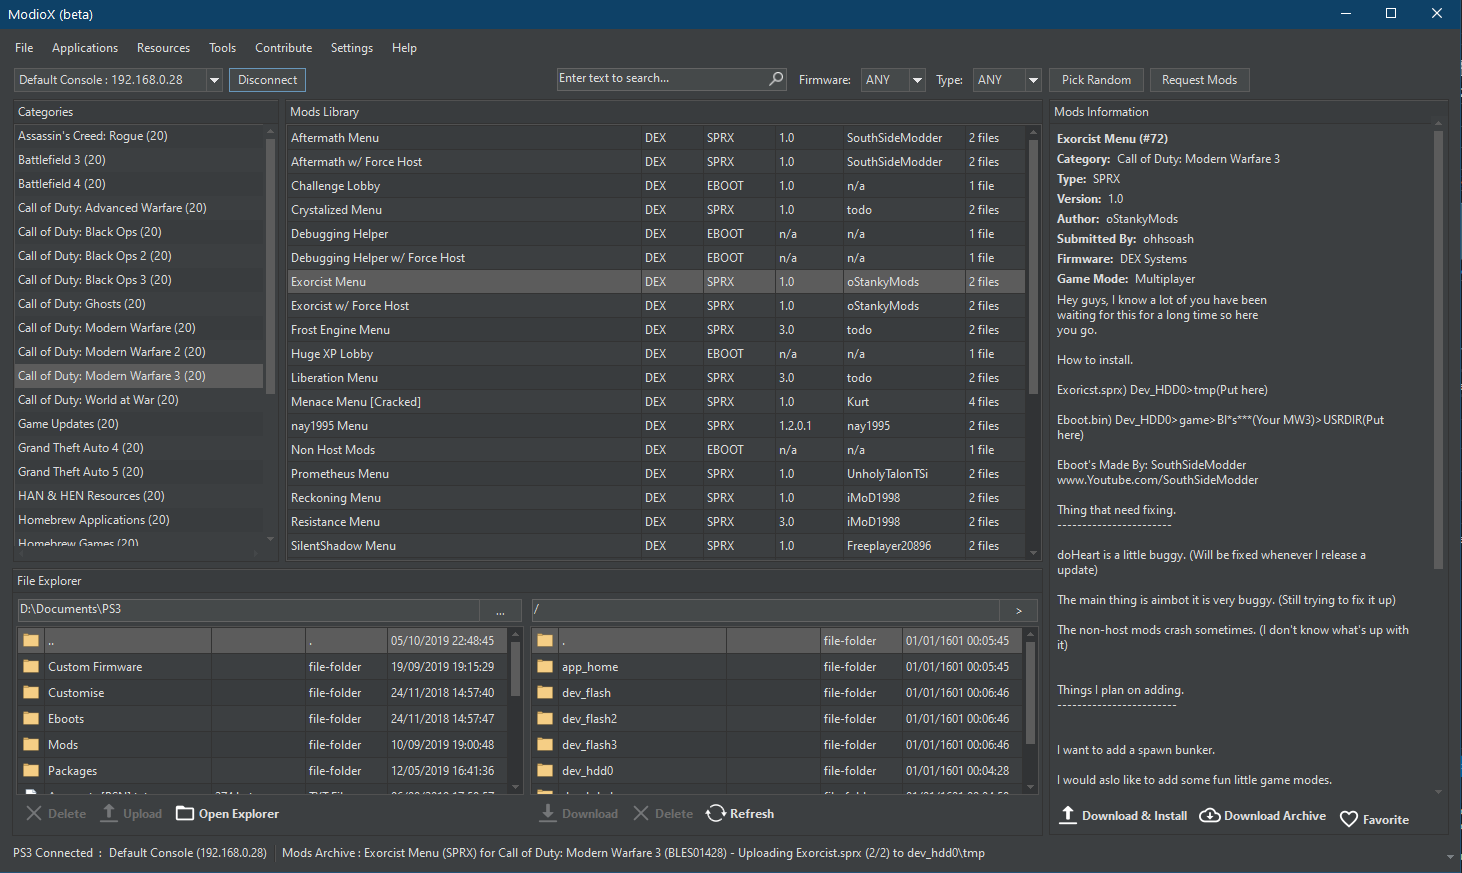 ModioX (beta)
File Applications Resources Tools Contribute Settings Help
Default Console : 192.168.0.28 Disconnect Enter text to search... Firmware: ANY Type: ANY Pick Random Request Mods
Categories
Assassin's Creed: Rogue (20)
Battlefield 3 (20)
Battlefield 4 (20)
Call of Duty: Advanced Warfare (20)
Call of Duty: Black Ops (20)
Call of Duty: Black Ops 2 (20)
Call of Duty: Black Ops 3 (20)
Call of Duty: Ghosts (20)
Call of Duty: Modern Warfare (20)
Call of Duty: Modern Warfare 2 (20)
Call of Duty: Modern Warfare 3 (20)
Call of Duty: World at War (20)
Game Updates (20)
Grand Theft Auto 4 (20)
Grand Theft Auto 5 (20)
HAN & HEN Resources (20)
Homebrew Applications (20)
Homebrew Games (20)
Mods Library
Aftermath Menu DEX SPRX 1.0 SouthSideModder 2 files
Aftermath w/ Force Host DEX SPRX 1.0 SouthSideModder 2 files
Challenge Lobby DEX EBOOT 1.0 n/a 1 file
Crystalized Menu DEX SPRX 1.0 todo 2 files
Debugging Helper DEX EBOOT n/a n/a 1 file
Debugging Helper w/ Force Host DEX EBOOT n/a n/a 1 file
Exorcist Menu DEX SPRX 1.0 oStankyMods 2 files
Exorcist w/ Force Host DEX SPRX 1.0 oStankyMods 2 files
Frost Engine Menu DEX SPRX 3.0 todo 2 files
Huge XP Lobby DEX EBOOT n/a n/a 1 file
Liberation Menu DEX SPRX 3.0 todo 2 files
Menace Menu [Cracked] DEX SPRX 1.0 Kurt 4 files
nay1995 Menu DEX SPRX 1.2.0.1 nay1995 2 files
Non Host Mods DEX EBOOT n/a n/a 1 file
Prometheus Menu DEX SPRX 1.0 UnholyTalonTSi 2 files
Reckoning Menu DEX SPRX 1.0 iMoD1998 2 files
Resistance Menu DEX SPRX 3.0 iMoD1998 2 files
SilentShadow Menu DEX SPRX 1.0 Freeplayer20896 2 files
Mods Information
Exorcist Menu (#72)
Category: Call of Duty: Modern Warfare 3
Type: SPRX
Version: 1.0
Author: oStankyMods
Submitted By: ohhsoash
Firmware: DEX Systems
Game Mode: Multiplayer
Hey guys, I know a lot of you have been
waiting for this for a long time so here
you go.
How to install.
Exoricst.sprx) Dev_HDD0>tmp(Put here)
Eboot.bin) Dev_HDD0>game>Bl*s***(Your MW3)>USRDIR(Put
here)
Eboot's Made By: SouthSideModder
www.Youtube.com/SouthSideModder
Thing that need fixing.
-----------------------
doHeart is a little buggy. (Will be fixed whenever I release a
update)
The main thing is aimbot it is very buggy. (Still trying to fix it up)
The non-host mods crash sometimes. (I don't know what's up with
it)
Things I plan on adding.
------------------------
I want to add a spawn bunker.
I would aslo like to add some fun little game modes.
Download & Install Download Archive Favorite
File Explorer
D:\Documents\PS3 ...
.. . 05/10/2019 22:48:45
Custom Firmware file-folder 19/09/2019 19:15:29
Customise file-folder 24/11/2018 14:57:40
Eboots file-folder 24/11/2018 14:57:47
Mods file-folder 10/09/2019 19:00:48
Packages file-folder 12/05/2019 16:41:36
Delete Upload Open Explorer
/ >
. file-folder 01/01/1601 00:05:45
app_home file-folder 01/01/1601 00:05:45
dev_flash file-folder 01/01/1601 00:06:46
dev_flash2 file-folder 01/01/1601 00:06:46
dev_flash3 file-folder 01/01/1601 00:06:46
dev_hdd0 file-folder 01/01/1601 00:04:28
Download Delete Refresh
PS3 Connected : Default Console (192.168.0.28) Mods Archive : Exorcist Menu (SPRX) for Call of Duty: Modern Warfare 3 (BLES01428) - Uploading Exorcist.sprx (2/2) to dev_hdd0\tmp